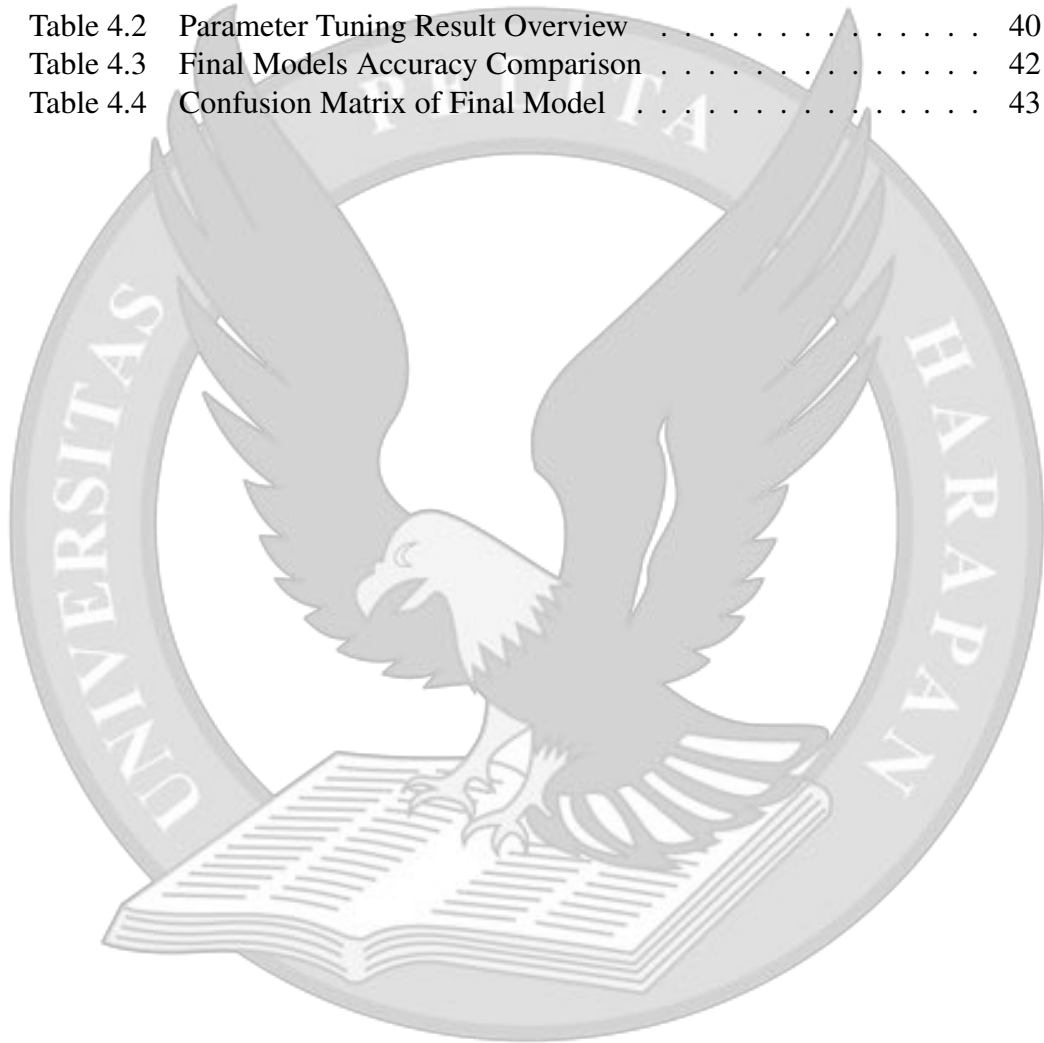 Table 4.2 Parameter Tuning Result Overview . . . . . . . . . . . . . . . 40
Table 4.3 Final Models Accuracy Comparison . . . . . . . . . . . . . . . 42
Table 4.4 Confusion Matrix of Final Model . . . . . . . . . . . . . . . . 43
UNIVERSITAS PELITA HARAPAN